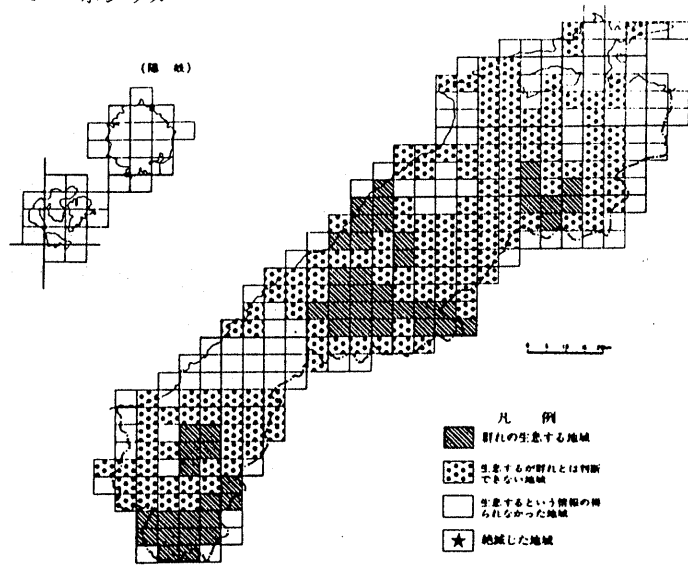 (隠岐)
凡例
群れの生息する地域
生息するが群れとは判断
できない地域
生息するという情報の得
られなかった地域
絶滅した地域